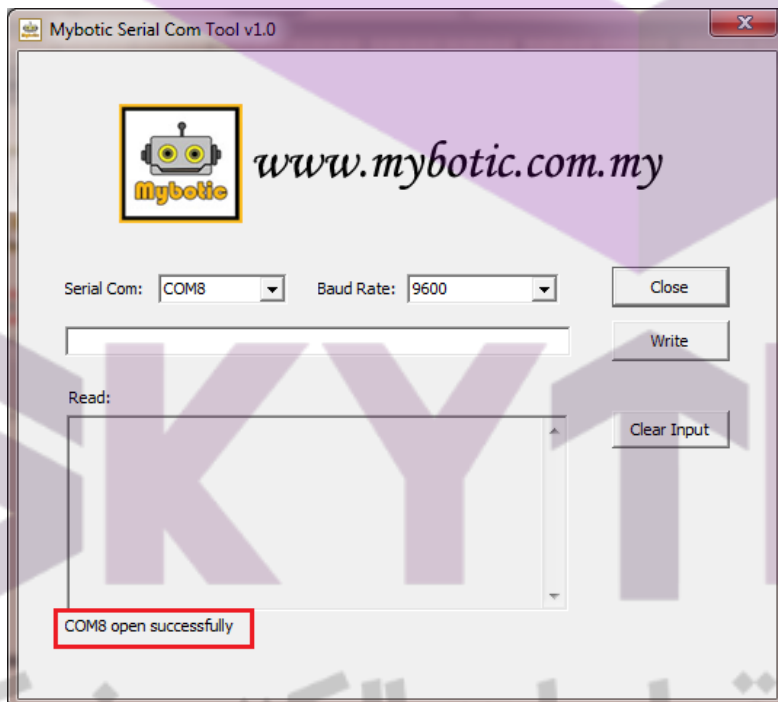 Mybotic Serial Com Tool v1.0
Mybotic
www.mybotic.com.my
Serial Com: COM8 Baud Rate: 9600 Close
Write
Read:
Clear Input
COM8 open successfully